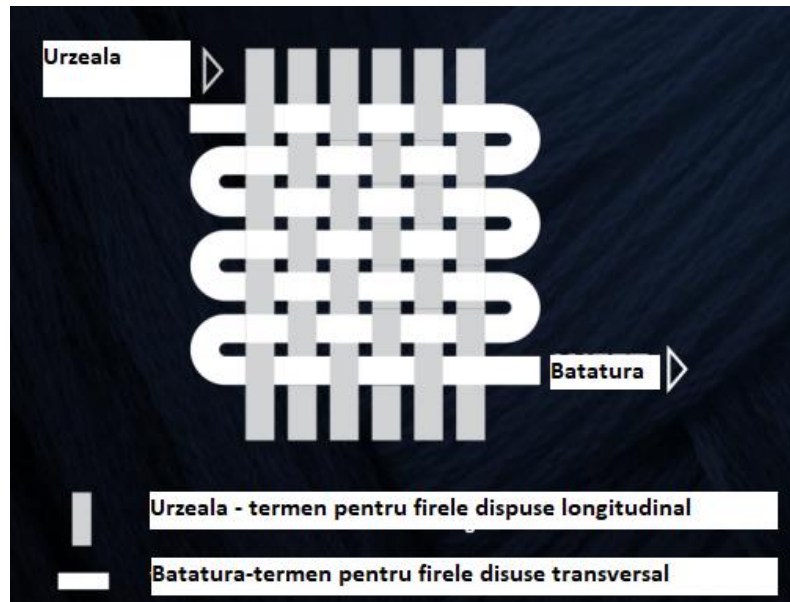 Urzeala
Batatura
Urzeala - termen pentru firele dispuse longitudinal
Batatura-termen pentru firele disuse transversal